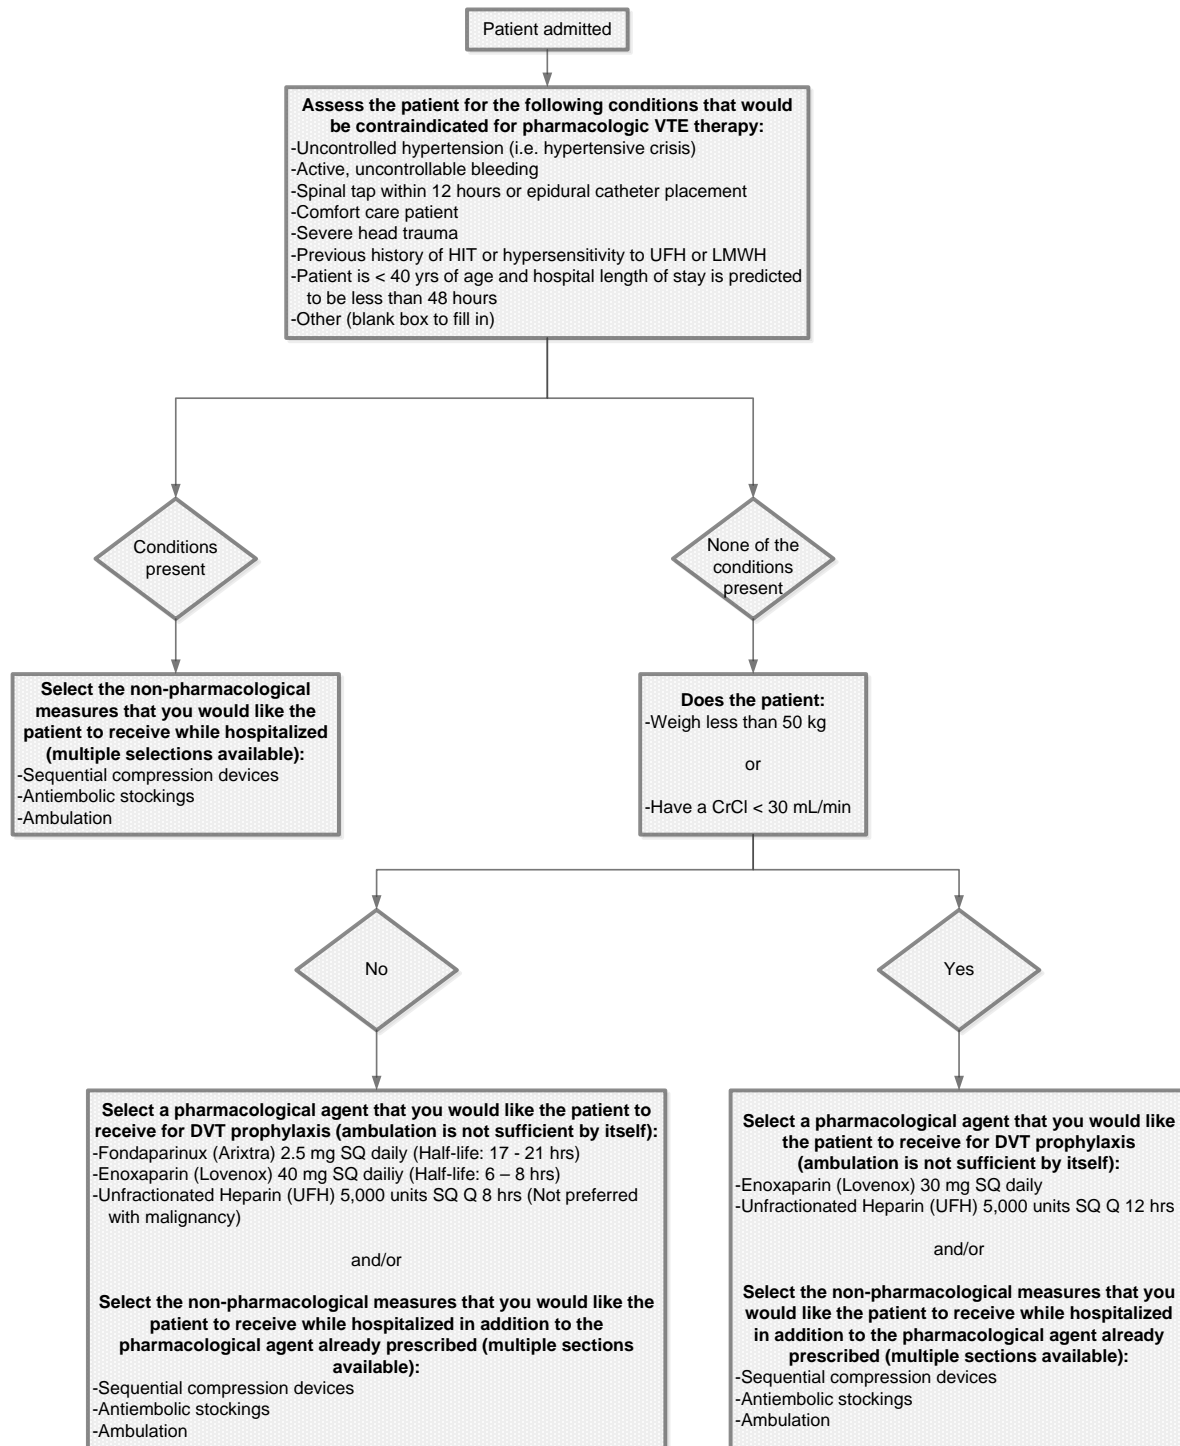 Patient admitted
Assess the patient for the following conditions that would
be contraindicated for pharmacologic VTE therapy:
-Uncontrolled hypertension (i.e. hypertensive crisis)
-Active, uncontrollable bleeding
-Spinal tap within 12 hours or epidural catheter placement
-Comfort care patient
-Severe head trauma
-Previous history of HIT or hypersensitivity to UFH or LMWH
-Patient is < 40 yrs of age and hospital length of stay is predicted
to be less than 48 hours
-Other (blank box to fill in)
Conditions
present
None of the
conditions
present
Select the non-pharmacological
measures that you would like the
patient to receive while hospitalized
(multiple selections available):
-Sequential compression devices
-Antiembolic stockings
-Ambulation
Does the patient:
-Weigh less than 50 kg
or
-Have a CrCl < 30 mL/min
No
Yes
Select a pharmacological agent that you would like the patient to
receive for DVT prophylaxis (ambulation is not sufficient by itself):
-Fondaparinux (Arixtra) 2.5 mg SQ daily (Half-life: 17 - 21 hrs)
-Enoxaparin (Lovenox) 40 mg SQ dailiy (Half-life: 6 – 8 hrs)
-Unfractionated Heparin (UFH) 5,000 units SQ Q 8 hrs (Not preferred
with malignancy)
and/or
Select the non-pharmacological measures that you would like the
patient to receive while hospitalized in addition to the
pharmacological agent already prescribed (multiple sections
available):
-Sequential compression devices
-Antiembolic stockings
-Ambulation
Select a pharmacological agent that you would like
the patient to receive for DVT prophylaxis
(ambulation is not sufficient by itself):
-Enoxaparin (Lovenox) 30 mg SQ daily
-Unfractionated Heparin (UFH) 5,000 units SQ Q 12 hrs
and/or
Select the non-pharmacological measures that you
would like the patient to receive while hospitalized
in addition to the pharmacological agent already
prescribed (multiple sections available):
-Sequential compression devices
-Antiembolic stockings
-Ambulation